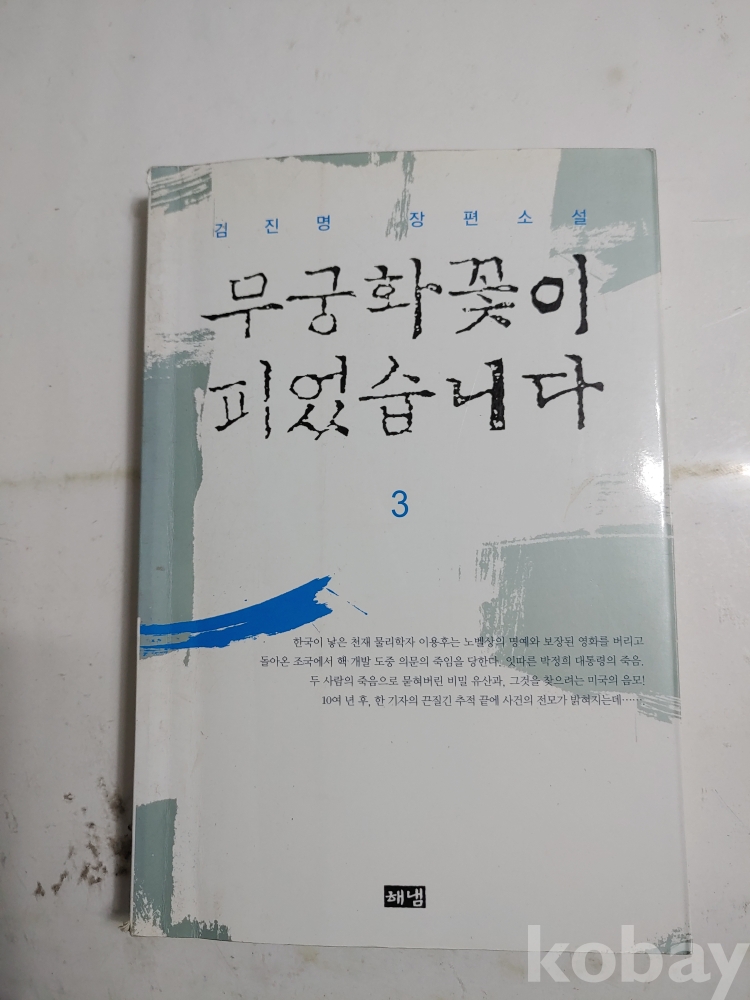 김진명 장편소설
무궁화꽃이
피었습니다
3
한국이 낳은 천재 물리학자 이용후는 노벨상의 명예와 보장된 영화를 버리고
돌아온 조국에서 핵 개발 도중 의문의 죽임을 당한다. 잇따른 박정희 대통령의 죽음.
두 사람의 죽음으로 묻혀버린 비밀 유산과, 그것을 찾으려는 미국의 음모!
10여 년 후, 한 기자의 끈질긴 추적 끝에 사건의 전모가 밝혀지는데……
해냄
kobay